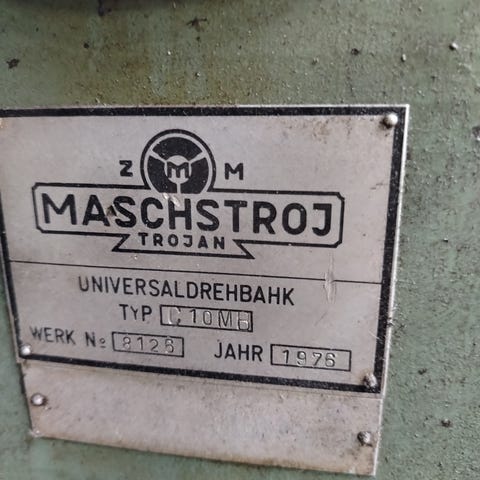 Z M M
MASCHSTROJ
TROJAN
UNIVERSALDREHBAHK
TYP C10MB
WERK № 8126
JAHR 1976